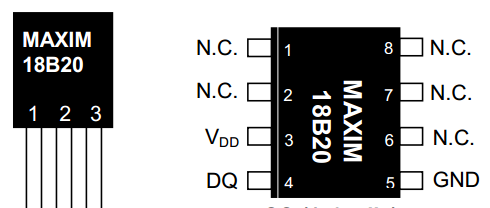 MAXIM
18B20
1 2 3
N.C. 1 8 N.C.
N.C. 2 7 N.C.
VDD 3 6 N.C.
DQ 4 5 GND
MAXIM
18B20